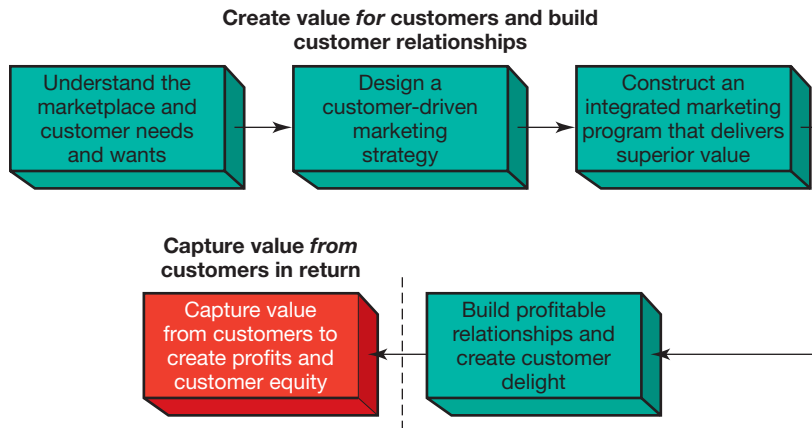 Create value for customers and build
customer relationships
Understand the
marketplace and
customer needs
and wants
Design a
customer-driven
marketing
strategy
Construct an
integrated marketing
program that delivers
superior value
Capture value from
customers in return
Capture value
from customers to
create profits and
customer equity
Build profitable
relationships and
create customer
delight